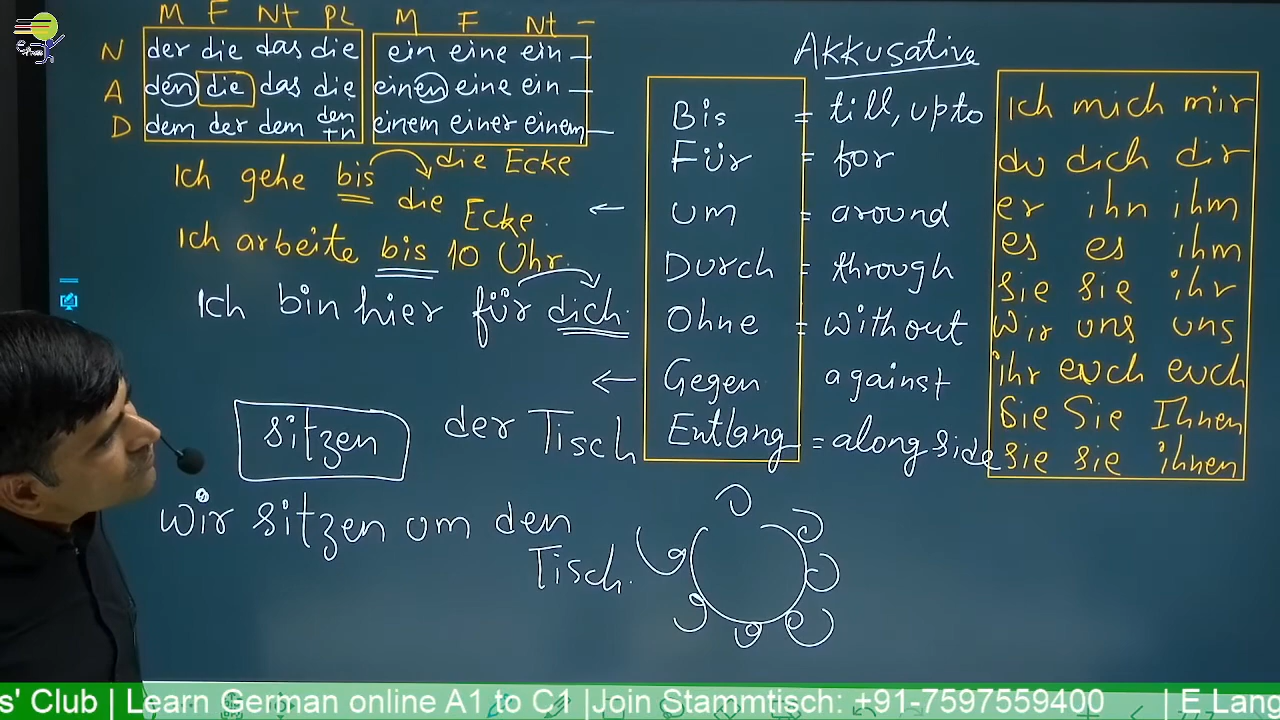 M F Nt PL
N der die das die
A den die das die
D dem der dem den
+n
M F Nt -
ein eine ein -
einen eine ein -
einem einer einem -
Ich gehe bis die Ecke
die Ecke.
Ich arbeite bis 10 Uhr.
Ich bin hier für dich.
sitzen der Tisch
Wir sitzen um den
Tisch.
Akkusative
Bis = till, upto
Für = for
Um = around
Durch = through
Ohne = without
Gegen against
Entlang = along side
Ich mich mir
du dich dir
er ihn ihm
es es ihm
sie sie ihr
wir uns uns
ihr euch euch
Sie Sie Ihnen
sie sie ihnen
s' Club | Learn German online A1 to C1 |Join Stammtisch: +91-7597559400 | E Lang